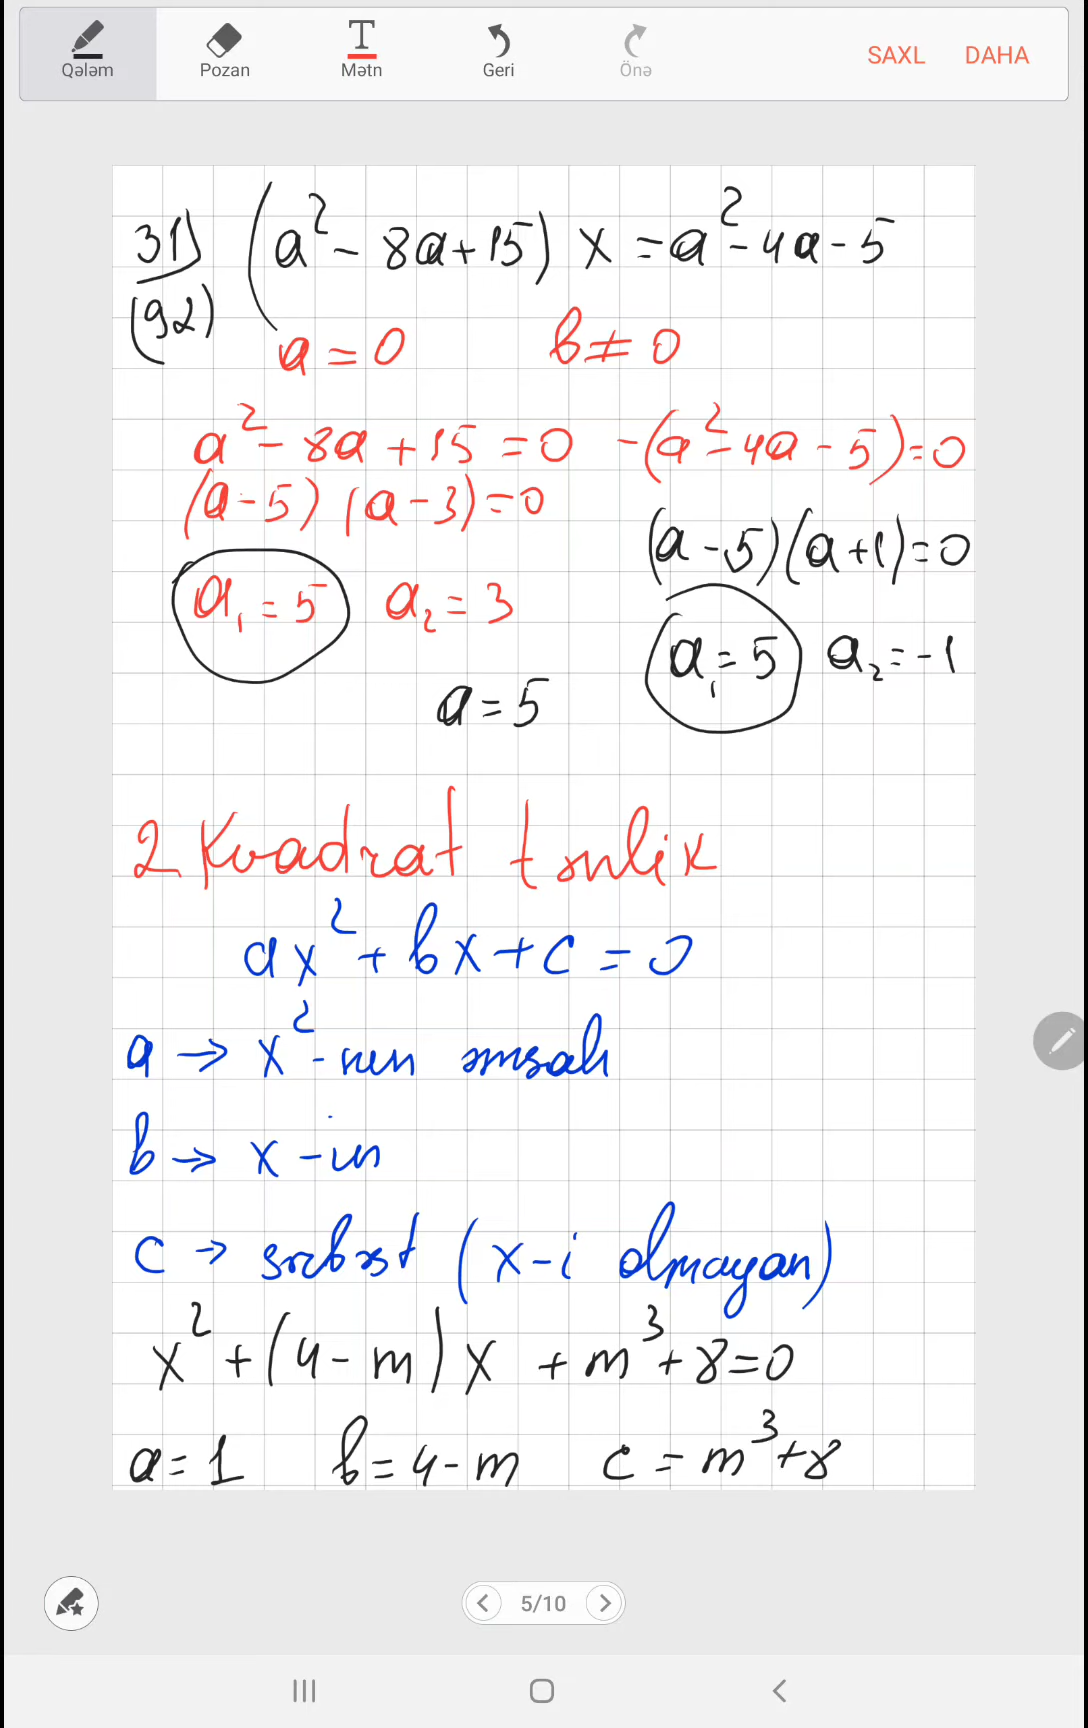 Qələm Pozan Mətn Geri Önə SAXL DAHA
31) (a² - 8a + 15) x = a² - 4a - 5
(92)
a = 0 b ≠ 0
a² - 8a + 15 = 0 -(a² - 4a - 5) = 0
(a - 5) (a - 3) = 0
(a - 5)(a + 1) = 0
a₁ = 5 a₂ = 3
a₁ = 5 a₂ = -1
a = 5
2 Kvadrat tənlik
ax² + bx + c = 0
a → x² - nın əmsalı
b → x - in
c → sərbəst (x - i olmayan)
x² + (4 - m) x + m³ + 8 = 0
a = 1 b = 4 - m c = m³ + 8
5/10